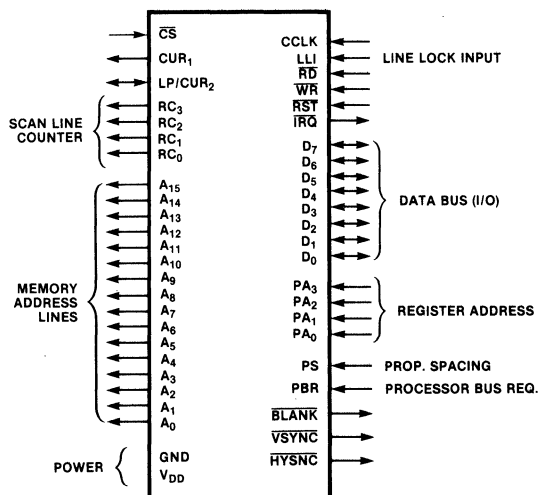 CS
CUR1
LP/CUR2
SCAN LINE
COUNTER
RC3
RC2
RC1
RC0
MEMORY
ADDRESS
LINES
A15
A14
A13
A12
A11
A10
A9
A8
A7
A6
A5
A4
A3
A2
A1
A0
POWER
GND
VDD
CCLK
LLI LINE LOCK INPUT
RD
WR
RST
IRQ
D7
D6
D5
D4
D3
D2
D1
D0
DATA BUS (I/O)
PA3
PA2
PA1
PA0
REGISTER ADDRESS
PS PROP. SPACING
PBR PROCESSOR BUS REQ.
BLANK
VSYNC
HYSNC